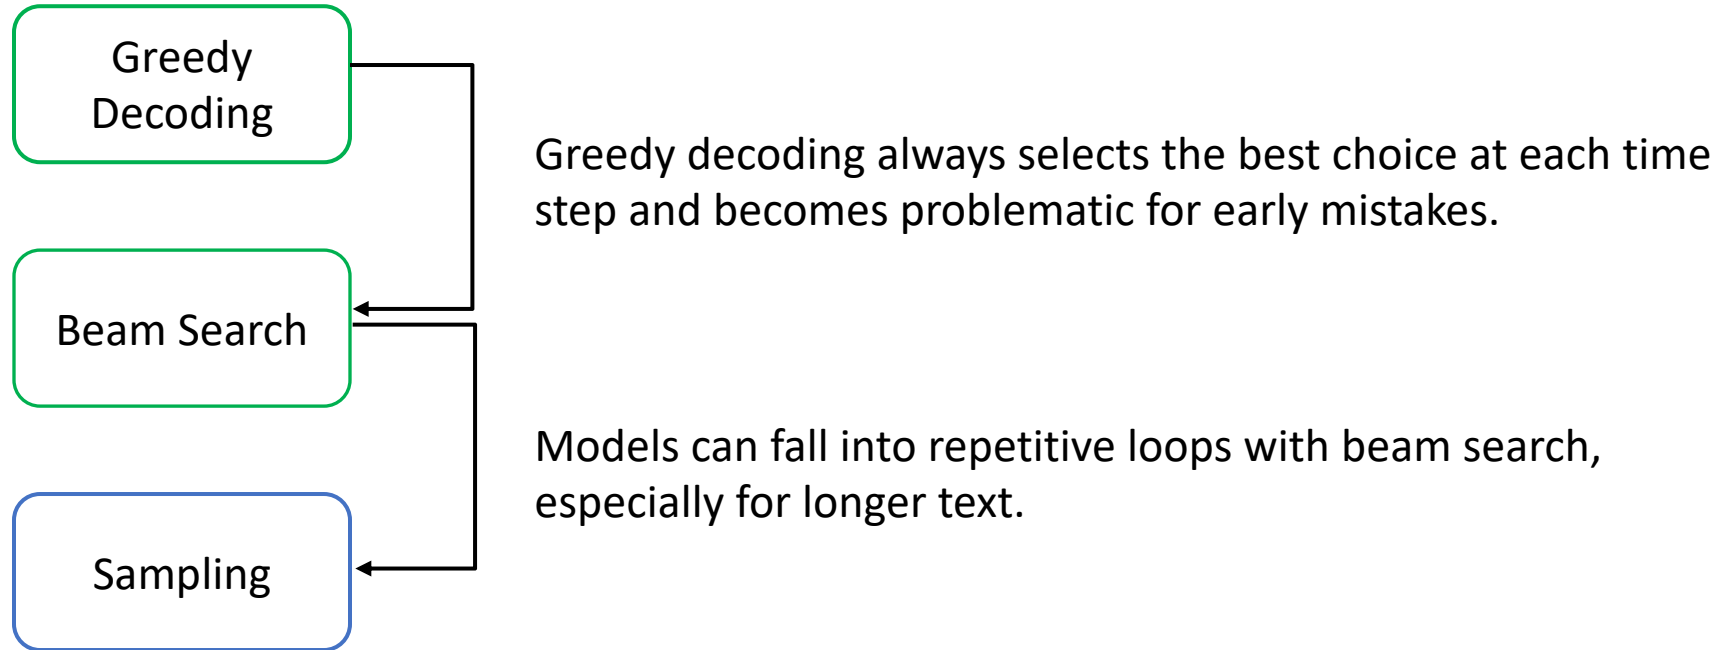 Greedy
Decoding
Greedy decoding always selects the best choice at each time
step and becomes problematic for early mistakes.
Beam Search
Models can fall into repetitive loops with beam search,
especially for longer text.
Sampling